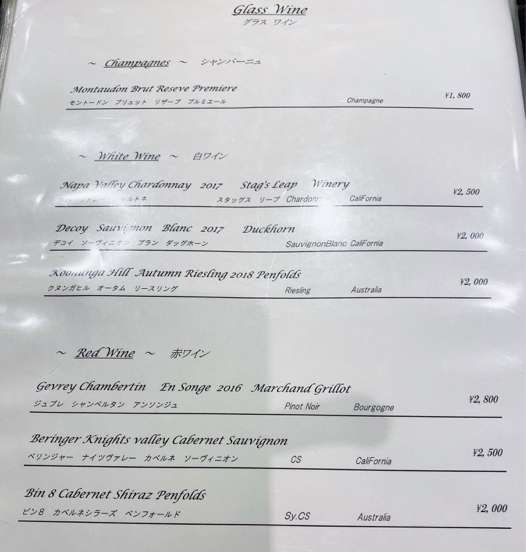 Glass Wine
グラス ワイン
~ Champagnes ~ シャンパーニュ
Montaudon Brut Reseve Premiere ¥1, 800
モントードン ブリュット リザーブ プルミエール Champagne
~ White Wine ~ 白ワイン
Napa Valley Chardonnay 2017 Stag's Leap Winery ¥2, 500
スタッグス リープ CaliFornia
Decoy Sauvignon Blanc 2017 Duckhorn ¥2, 000
デコイ ソーヴィニオン ブラン ダックホーン SauvignonBlanc CaliFornia
Koonunga Hill Autumn Riesling 2018 Penfolds ¥2, 000
クヌンガヒル オータム リースリング Riesling Australia
~ Red Wine ~ 赤ワイン
Gevrey Chambertin En Songe 2016 Marchand Grillot ¥2, 800
ジュブレ シャンベルタン アンソンジュ Pinot Noir Bourgogne
Beringer Knights valley Cabernet Sauvignon ¥2, 500
ベリンジャー ナイツヴァレー カベルネ ソーヴィニオン CS CaliFornia
Bin 8 Cabernet Shiraz Penfolds ¥2, 000
ビン8 カベルネシラーズ ペンフォールド Sy.CS Australia